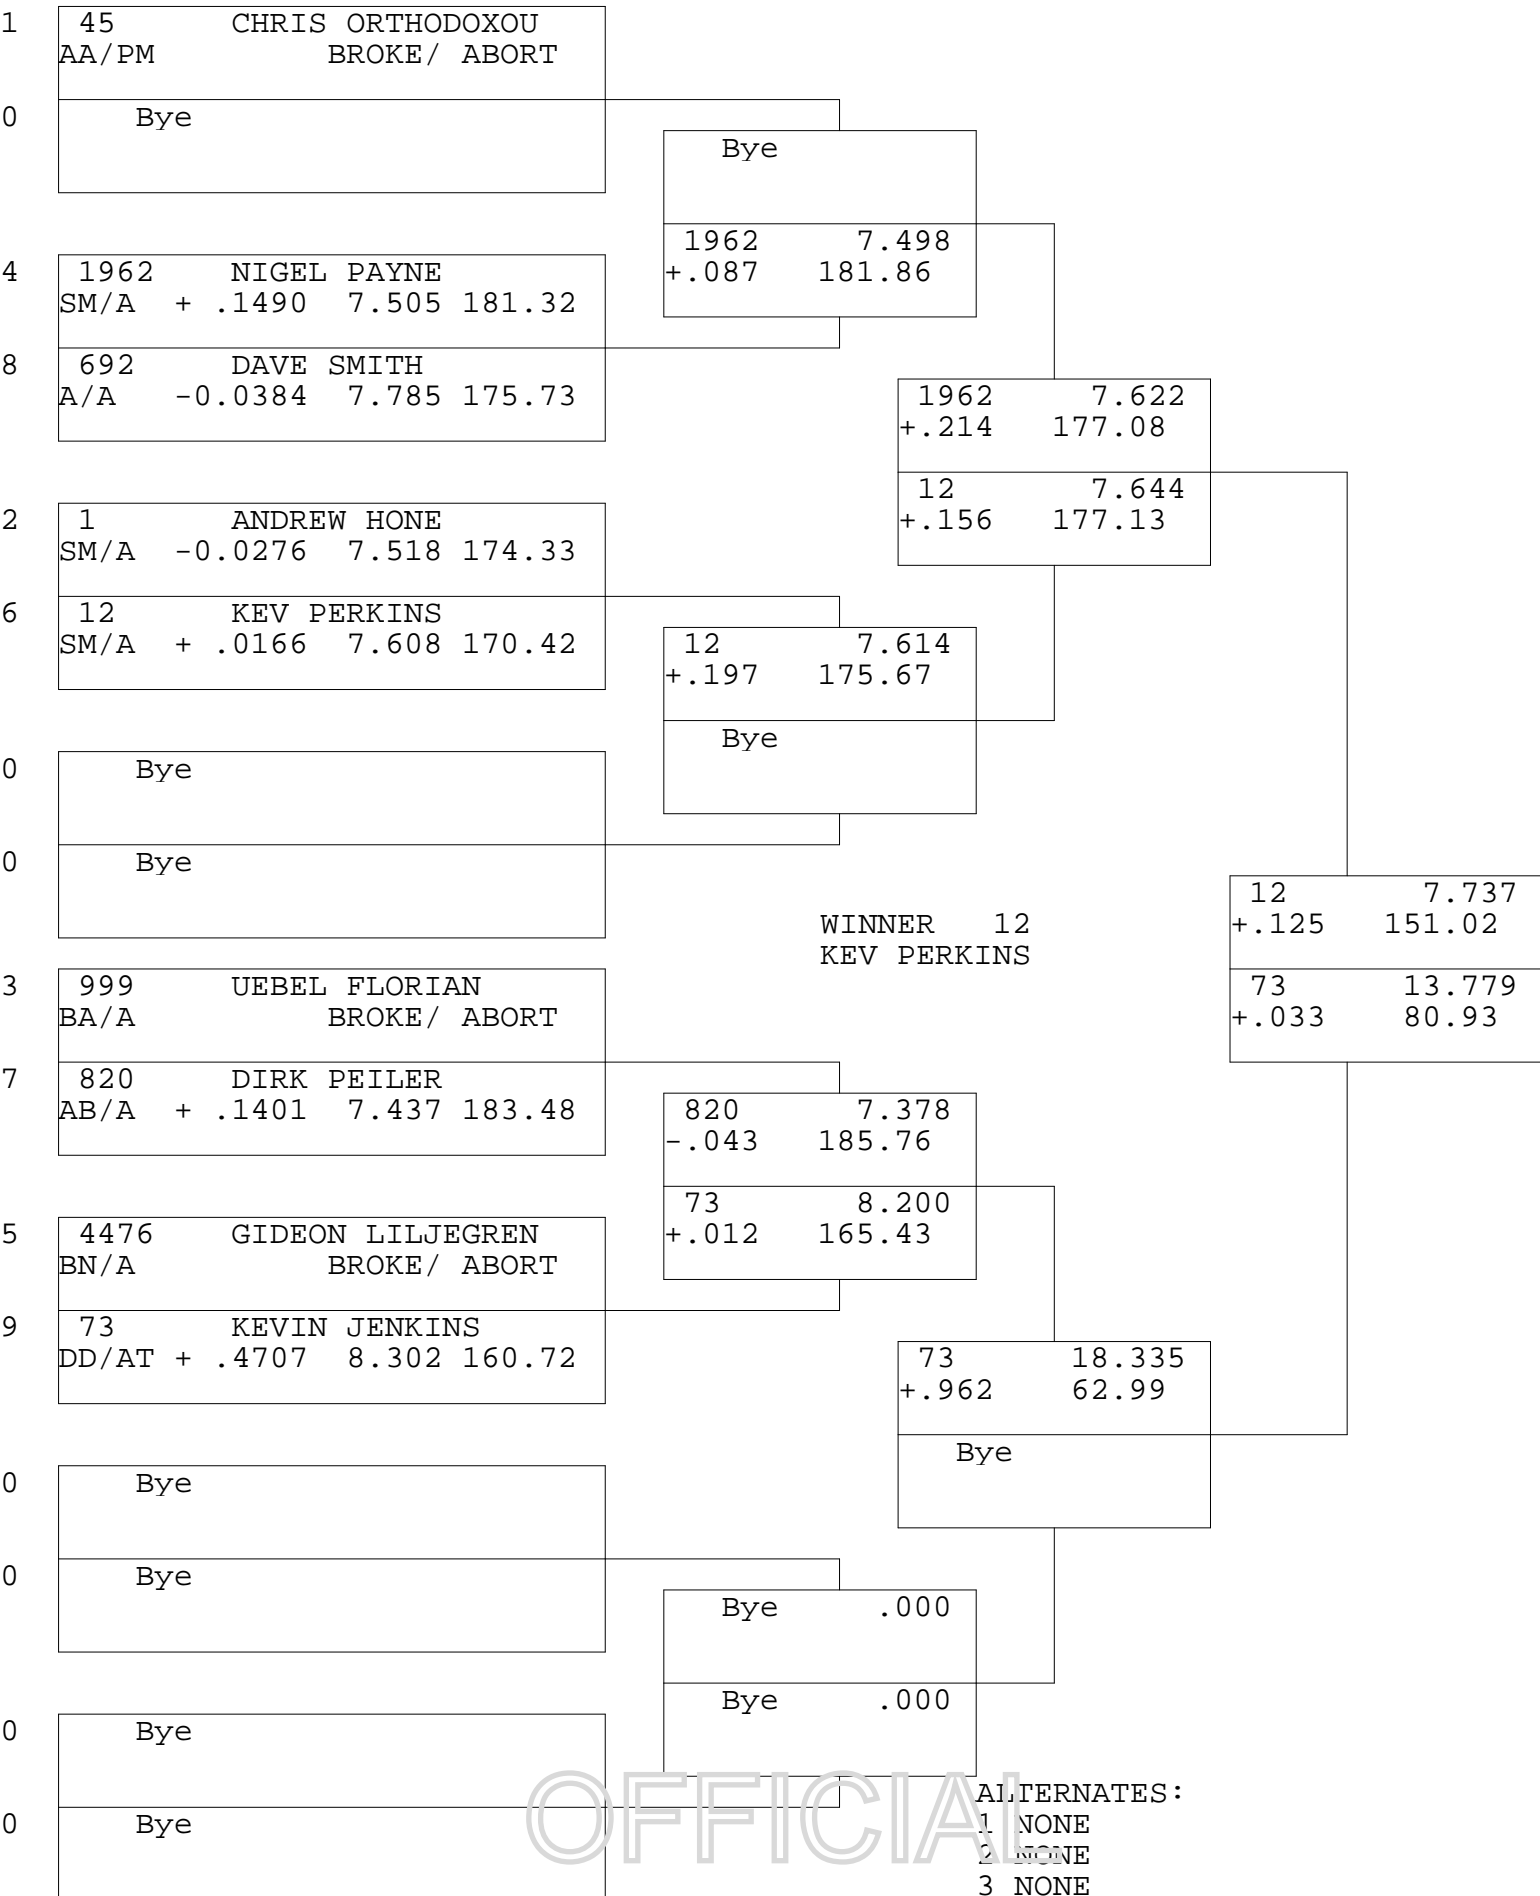 1 45 CHRIS ORTHODOXOU
AA/PM BROKE/ ABORT
0 Bye
Bye
1962 7.498
+.087 181.86
4 1962 NIGEL PAYNE
SM/A + .1490 7.505 181.32
8 692 DAVE SMITH
A/A -0.0384 7.785 175.73
1962 7.622
+.214 177.08
12 7.644
+.156 177.13
2 1 ANDREW HONE
SM/A -0.0276 7.518 174.33
6 12 KEV PERKINS
SM/A + .0166 7.608 170.42
12 7.614
+.197 175.67
Bye
0 Bye
0 Bye
WINNER 12
KEV PERKINS
12 7.737
+.125 151.02
73 13.779
+.033 80.93
3 999 UEBEL FLORIAN
BA/A BROKE/ ABORT
7 820 DIRK PEILER
AB/A + .1401 7.437 183.48
820 7.378
-.043 185.76
73 8.200
+.012 165.43
5 4476 GIDEON LILJEGREN
BN/A BROKE/ ABORT
9 73 KEVIN JENKINS
DD/AT + .4707 8.302 160.72
73 18.335
+.962 62.99
Bye
0 Bye
0 Bye
Bye .000
Bye .000
0 Bye
0 Bye
OFFICIAL
ALTERNATES:
1 NONE
2 NONE
3 NONE